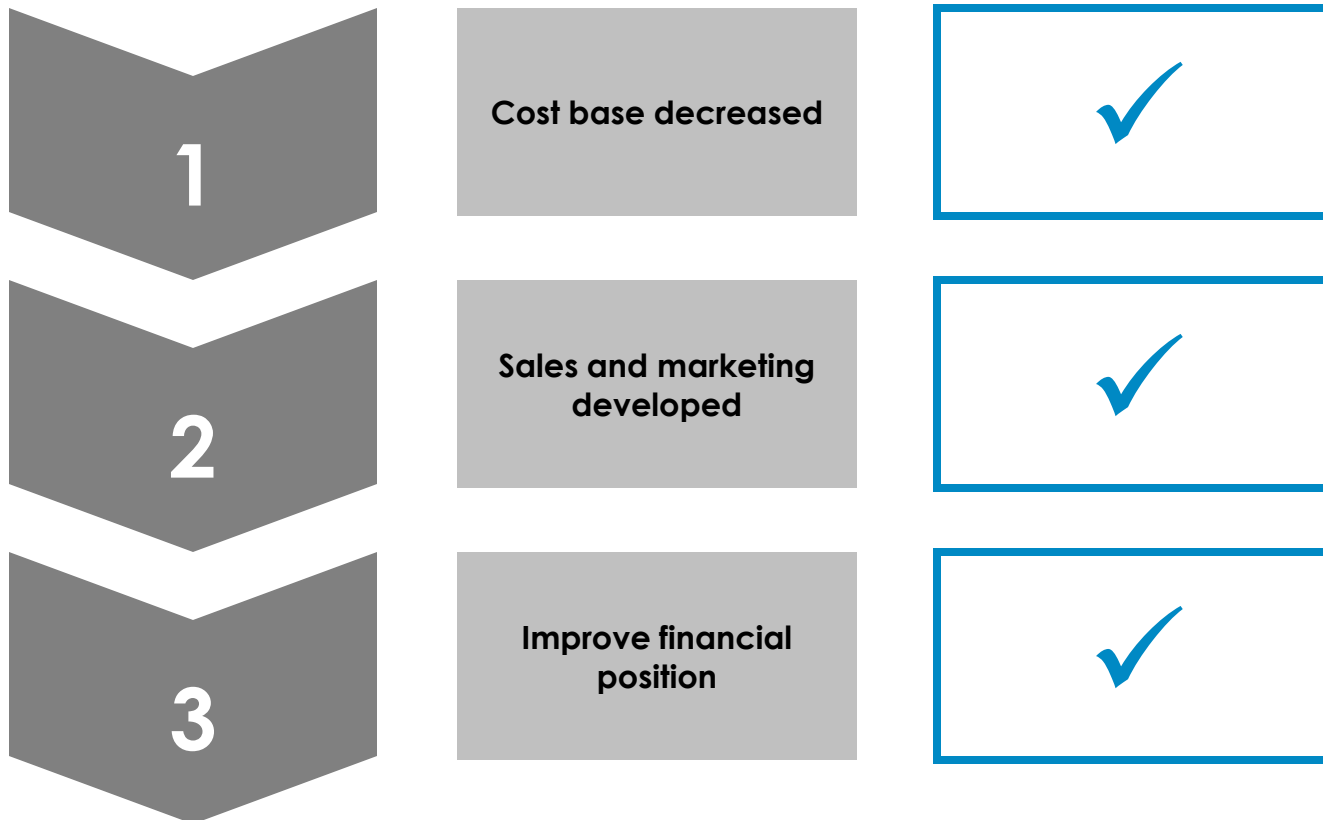 1
Cost base decreased
✓
2
Sales and marketing
developed
✓
3
Improve financial
position
✓